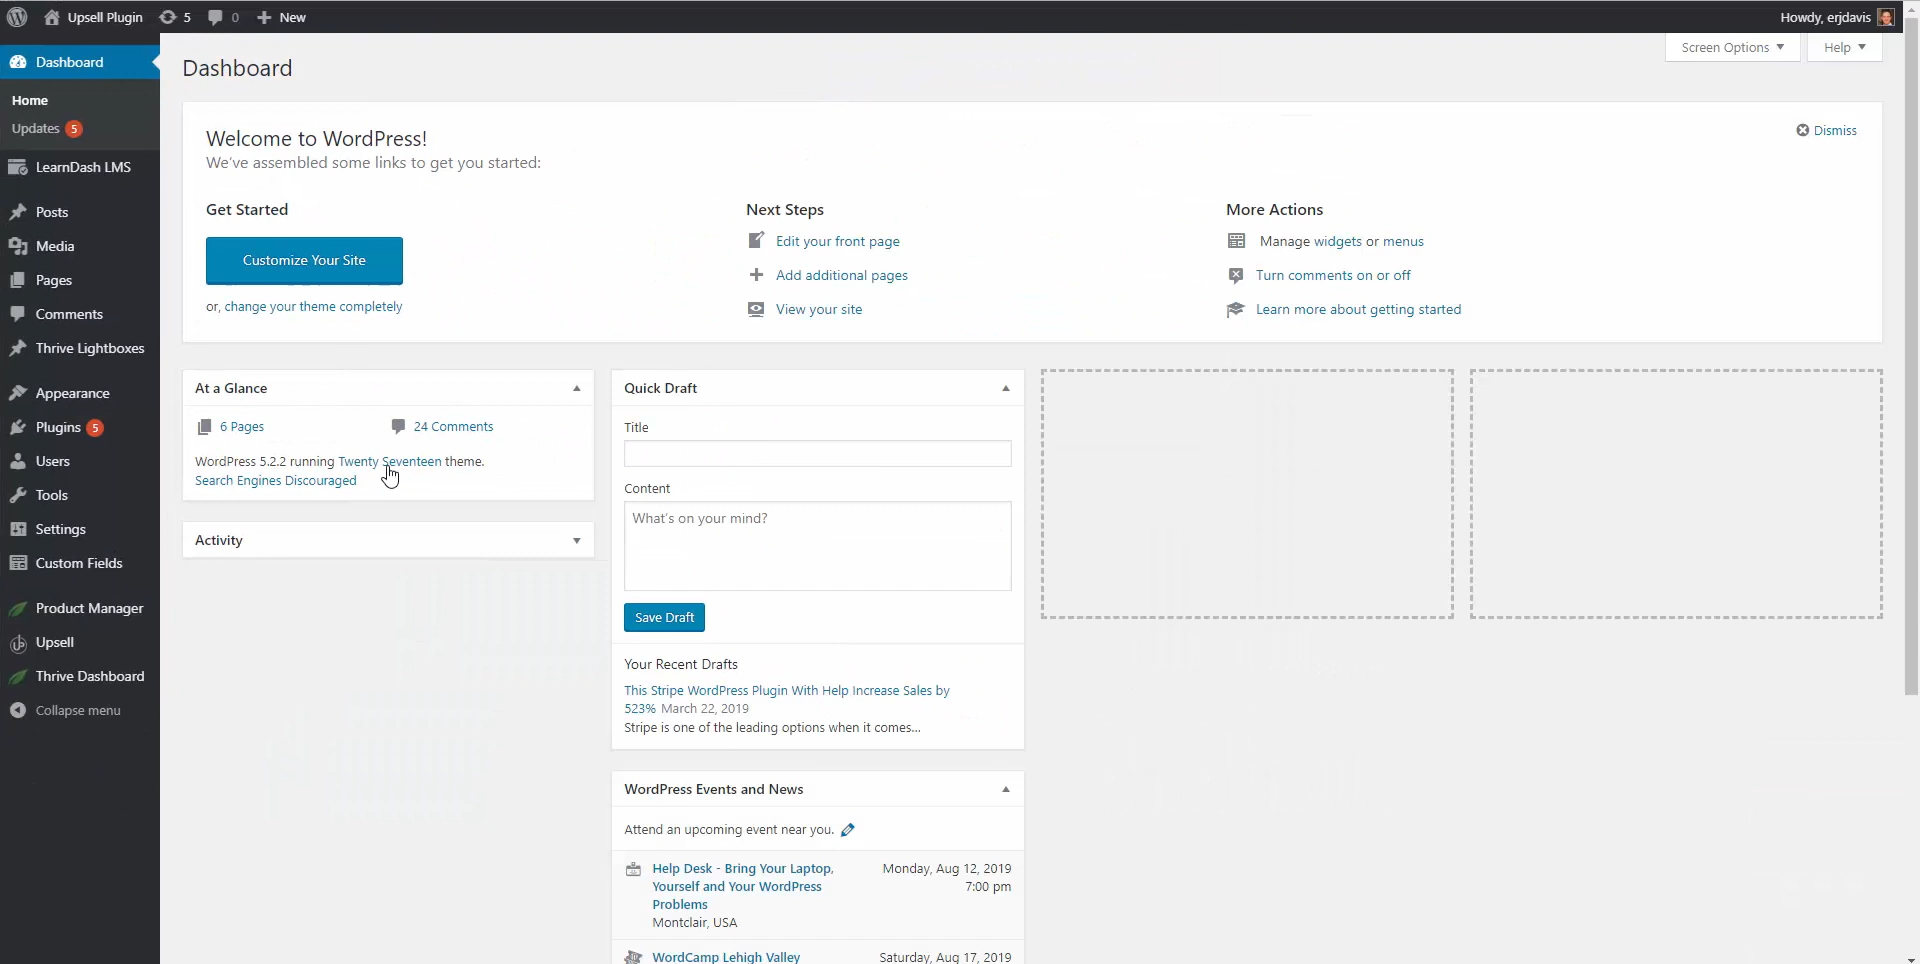 Upsell Plugin 5 0 New Howdy, erjdavis
Screen Options Help
Dashboard
Home
Updates 5
LearnDash LMS
Posts
Media
Pages
Comments
Thrive Lightboxes
Appearance
Plugins 5
Users
Tools
Settings
Custom Fields
Product Manager
Upsell
Thrive Dashboard
Collapse menu
Dashboard
Welcome to WordPress!
We've assembled some links to get you started:
Dismiss
Get Started
Customize Your Site
or, change your theme completely
Next Steps
Edit your front page
Add additional pages
View your site
More Actions
Manage widgets or menus
Turn comments on or off
Learn more about getting started
At a Glance
6 Pages 24 Comments
WordPress 5.2.2 running Twenty Seventeen theme.
Search Engines Discouraged
Activity
Quick Draft
Title
Content
What's on your mind?
Save Draft
Your Recent Drafts
This Stripe WordPress Plugin With Help Increase Sales by
523% March 22, 2019
Stripe is one of the leading options when it comes…
WordPress Events and News
Attend an upcoming event near you.
Help Desk - Bring Your Laptop, Monday, Aug 12, 2019
Yourself and Your WordPress 7:00 pm
Problems
Montclair, USA
WordCamp Lehigh Valley Saturday, Aug 17, 2019